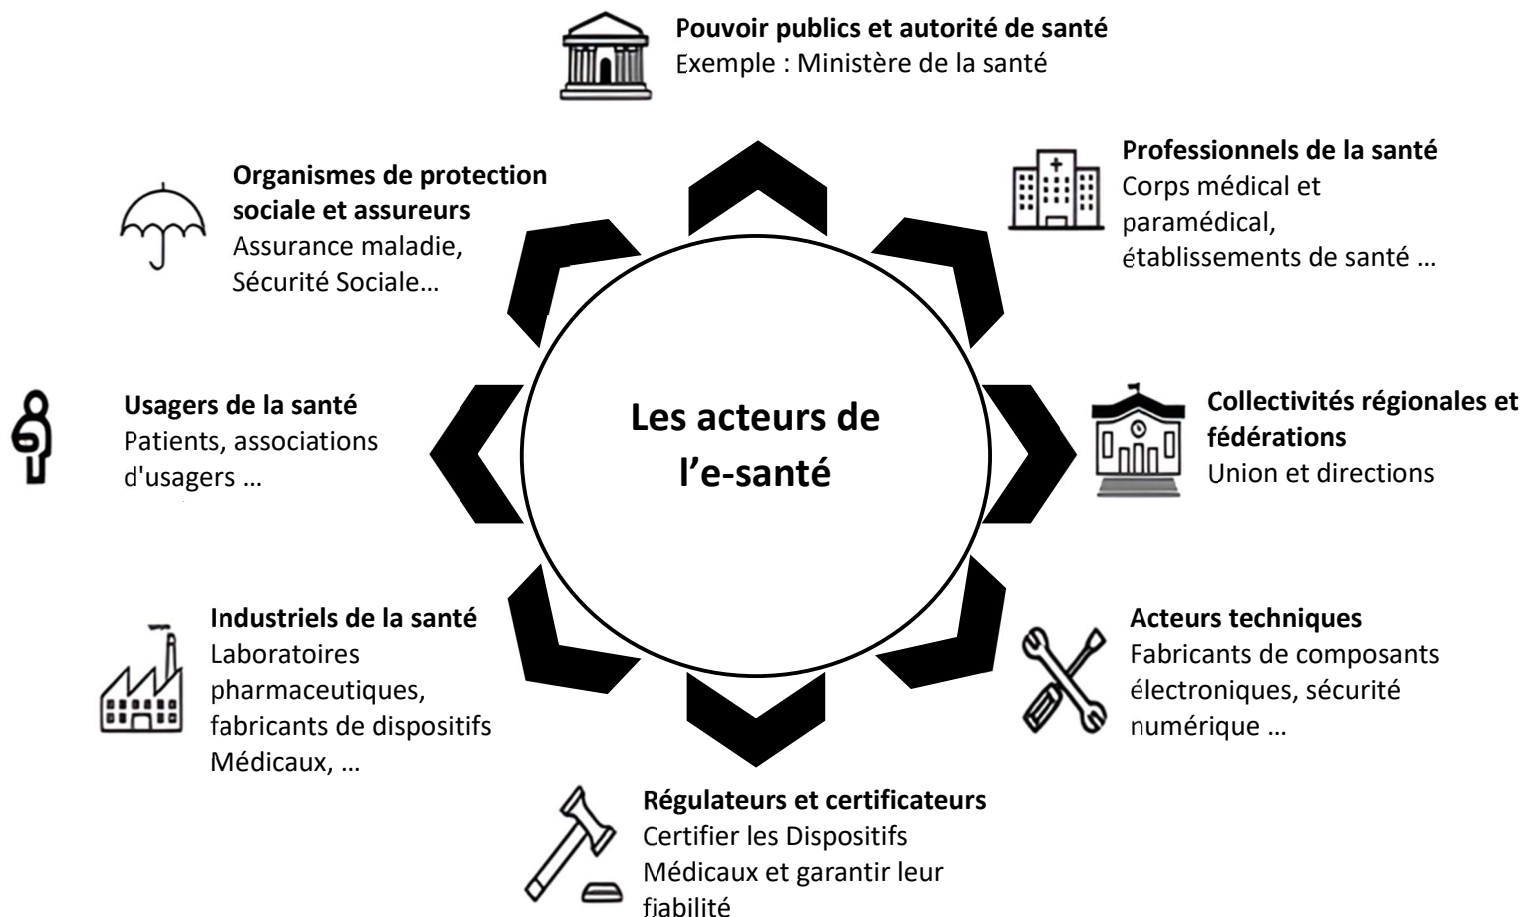 Pouvoir publics et autorité de santé
Exemple : Ministère de la santé
Professionnels de la santé
Corps médical et
paramédical,
établissements de santé ...
Collectivités régionales et
fédérations
Union et directions
Acteurs techniques
Fabricants de composants
électroniques, sécurité
numérique ...
Régulateurs et certificateurs
Certifier les Dispositifs
Médicaux et garantir leur
fiabilité
Industriels de la santé
Laboratoires
pharmaceutiques,
fabricants de dispositifs
Médicaux, ...
Usagers de la santé
Patients, associations
d'usagers ...
Organismes de protection
sociale et assureurs
Assurance maladie,
Sécurité Sociale...
Les acteurs de
l’e-santé